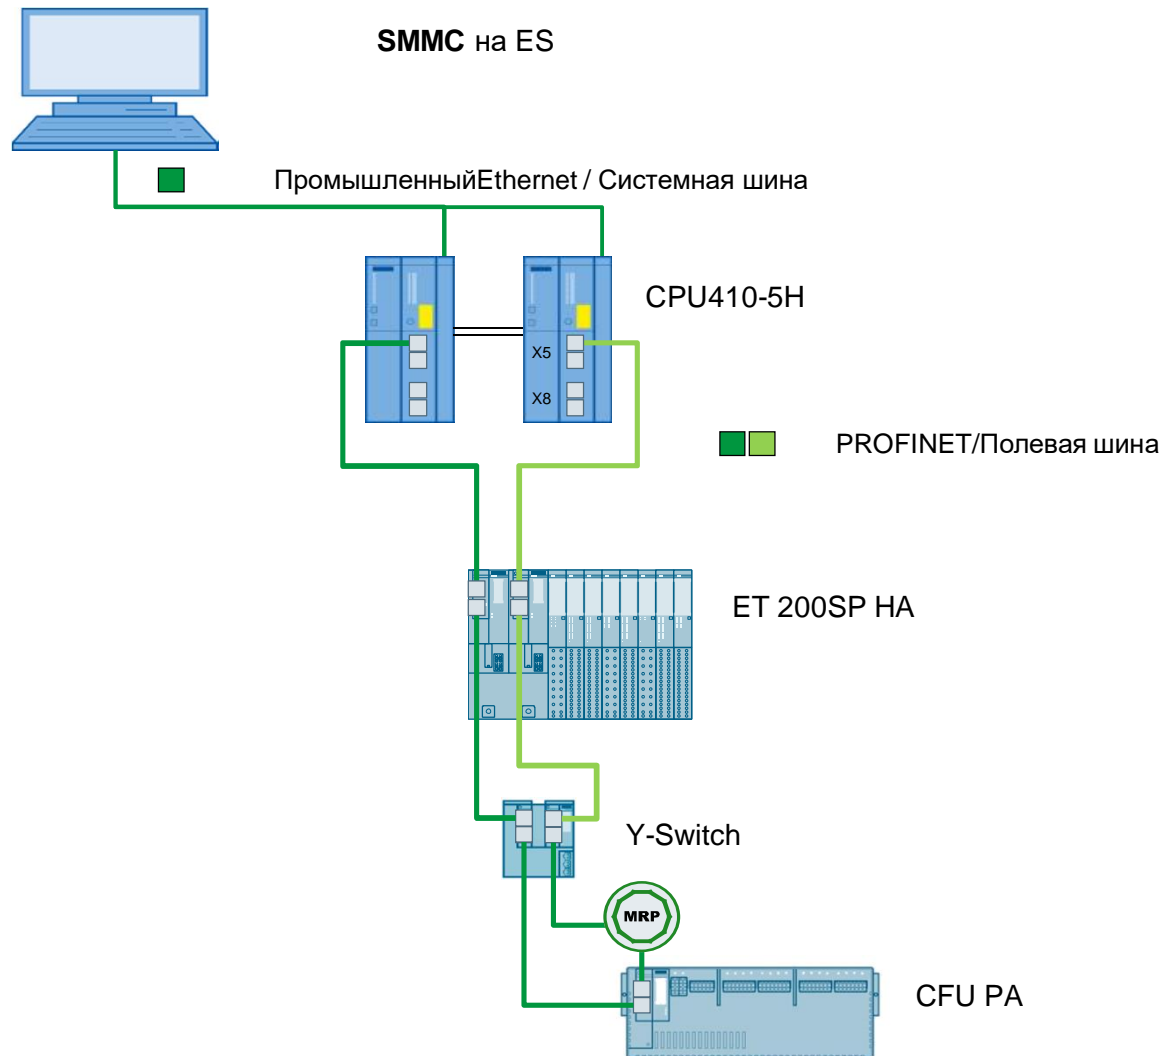 SMMC на ES
ПромышленныйEthernet / Системная шина
CPU410-5H
X5
X8
PROFINET/Полевая шина
ET 200SP HA
Y-Switch
MRP
CFU PA